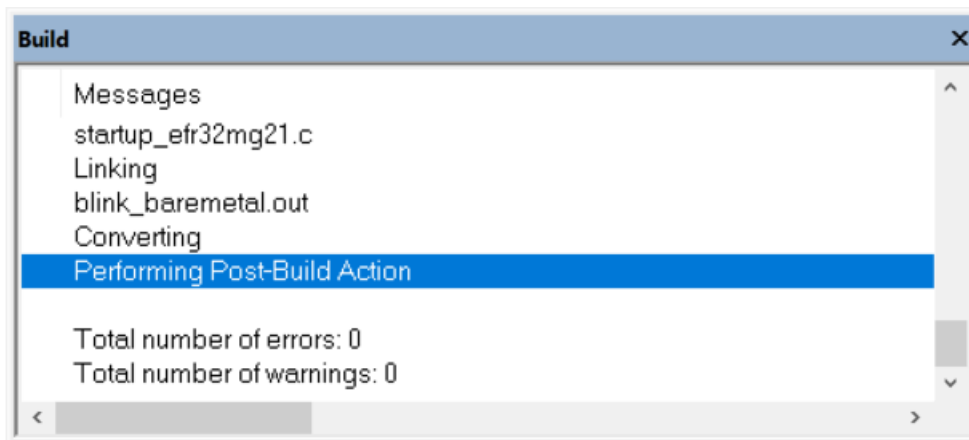 Build
Messages
startup_efr32mg21.c
Linking
blink_baremetal.out
Converting
Performing Post-Build Action
Total number of errors: 0
Total number of warnings: 0